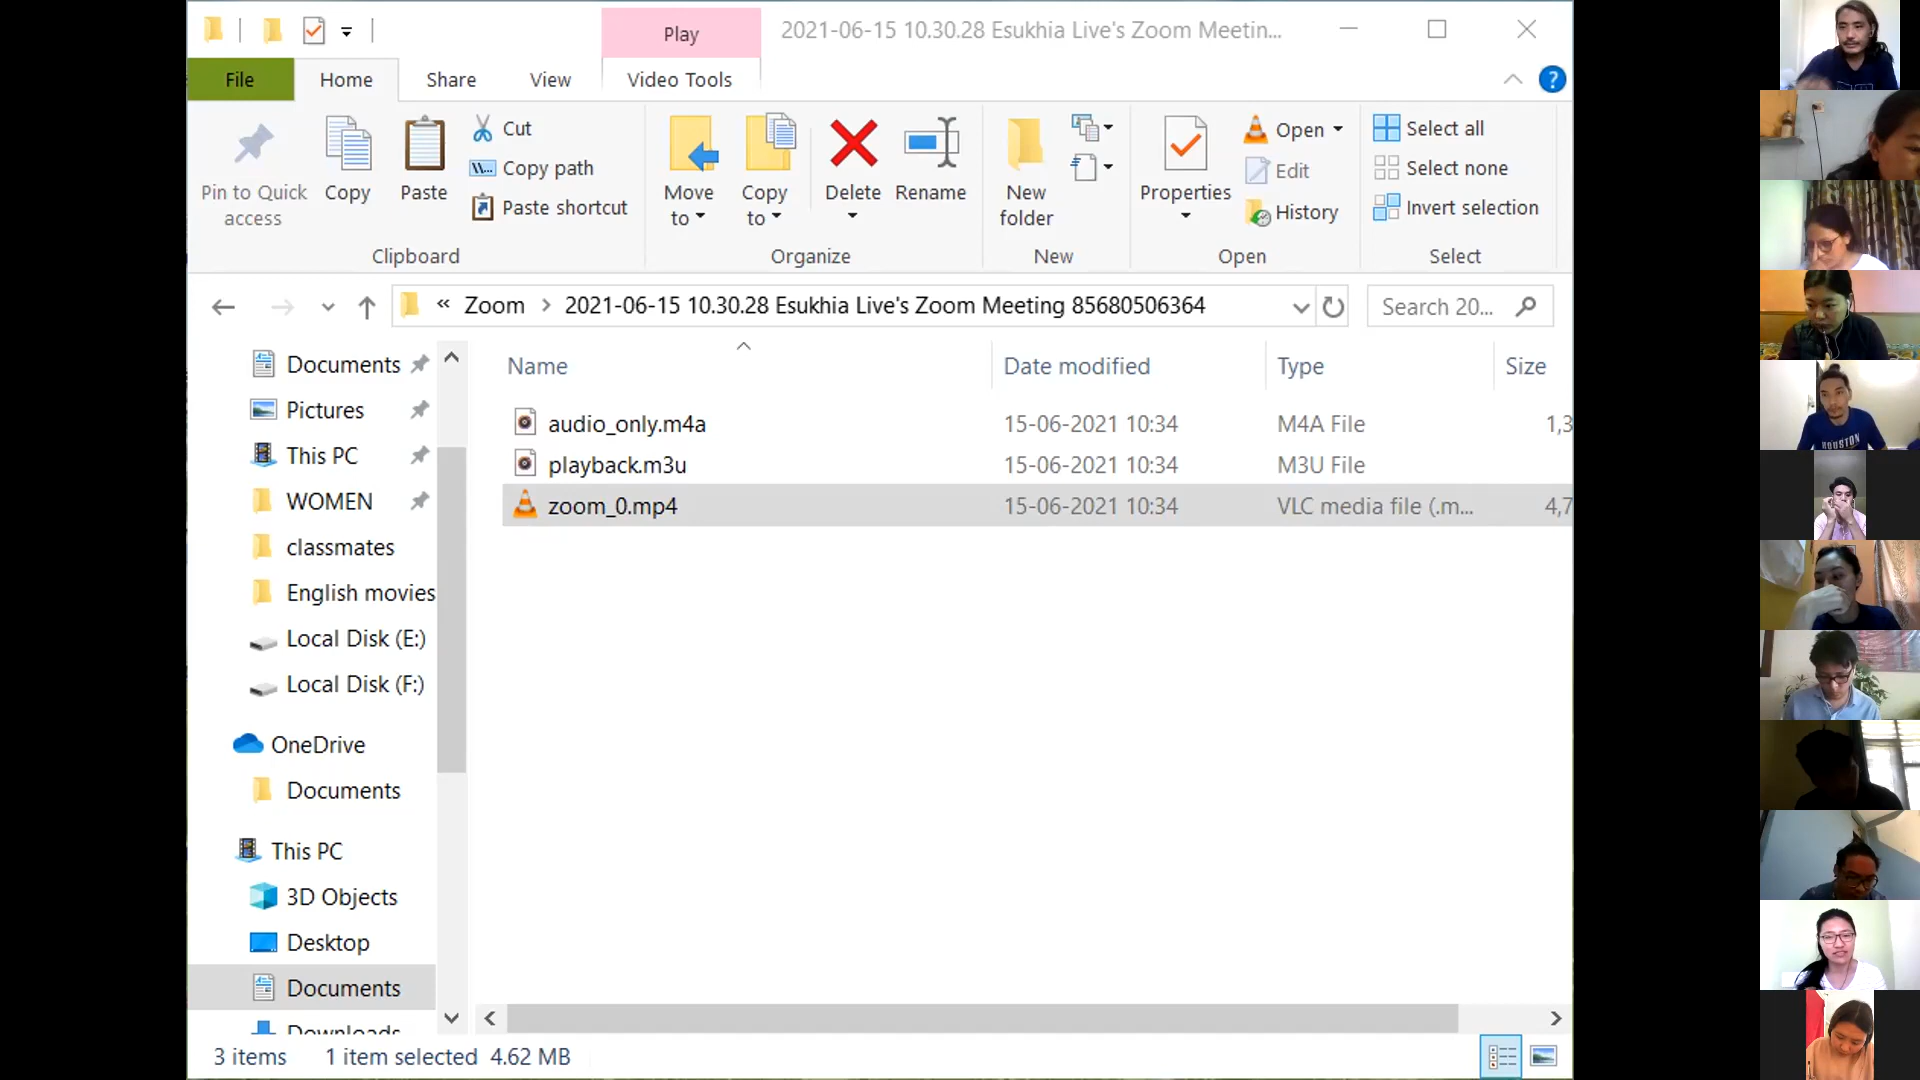 Play
2021-06-15 10.30.28 Esukhia Live's Zoom Meetin...
File
Home
Share
View
Video Tools
Pin to Quick
access
Copy
Paste
Cut
Copy path
Paste shortcut
Move
to
Copy
to
Delete
Rename
New
folder
Properties
Open
Edit
History
Select all
Select none
Invert selection
Clipboard
Organize
New
Open
Select
« Zoom > 2021-06-15 10.30.28 Esukhia Live's Zoom Meeting 85680506364
Search 20...
Name
Date modified
Type
Size
audio_only.m4a 15-06-2021 10:34 M4A File 1,3
playback.m3u 15-06-2021 10:34 M3U File
zoom_0.mp4 15-06-2021 10:34 VLC media file (.m... 4,7
Documents
Pictures
This PC
WOMEN
classmates
English movies
Local Disk (E:)
Local Disk (F:)
OneDrive
Documents
This PC
3D Objects
Desktop
Documents
Downloads
3 items
1 item selected 4.62 MB
HOUSTON